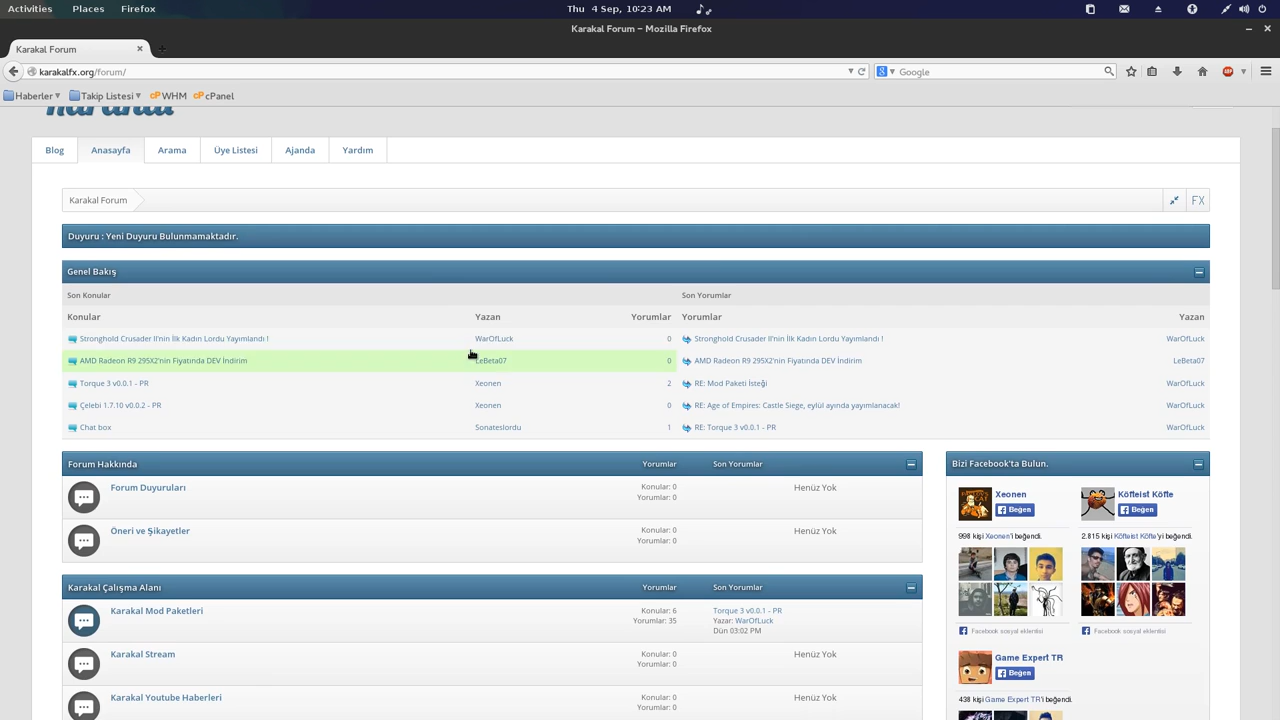 Activities Places Firefox Thu 4 Sep, 10:23 AM
Karakal Forum – Mozilla Firefox
Karakal Forum
karakalfx.org/forum/ Google
Haberler Takip Listesi WHM cPanel
Blog Anasayfa Arama Üye Listesi Ajanda Yardım
Karakal Forum FX
Duyuru : Yeni Duyuru Bulunmamaktadır.
Genel Bakış
Son Konular Son Yorumlar
Konular Yazan Yorumlar Yorumlar Yazan
Stronghold Crusader II'nin İlk Kadın Lordu Yayımlandı ! WarOfLuck 0 Stronghold Crusader II'nin İlk Kadın Lordu Yayımlandı ! WarOfLuck
AMD Radeon R9 295X2'nin Fiyatında DEV İndirim LeBeta07 0 AMD Radeon R9 295X2'nin Fiyatında DEV İndirim LeBeta07
Torque 3 v0.0.1 - PR Xeonen 2 RE: Mod Paketi İsteği WarOfLuck
Çelebi 1.7.10 v0.0.2 - PR Xeonen 0 RE: Age of Empires: Castle Siege, eylül ayında yayımlanacak! WarOfLuck
Chat box Sonateslordu 1 RE: Torque 3 v0.0.1 - PR WarOfLuck
Forum Hakkında Yorumlar Son Yorumlar
Forum Duyuruları Konular: 0 Henüz Yok
Yorumlar: 0
Öneri ve Şikayetler Konular: 0 Henüz Yok
Yorumlar: 0
Karakal Çalışma Alanı Yorumlar Son Yorumlar
Karakal Mod Paketleri Konular: 6 Torque 3 v0.0.1 - PR
Yorumlar: 35 Yazar: WarOfLuck
Dün 03:02 PM
Karakal Stream Konular: 0 Henüz Yok
Yorumlar: 0
Karakal Youtube Haberleri Konular: 0 Henüz Yok
Yorumlar: 0
Bizi Facebook'ta Bulun.
Xeonen Köfteist Köfte
Beğen Beğen
998 kişi Xeonen'i beğendi. 2.815 kişi Köfteist Köfte'yi beğendi.
Facebook sosyal eklentisi Facebook sosyal eklentisi
Game Expert TR
Beğen
438 kişi Game Expert TR'i beğendi.